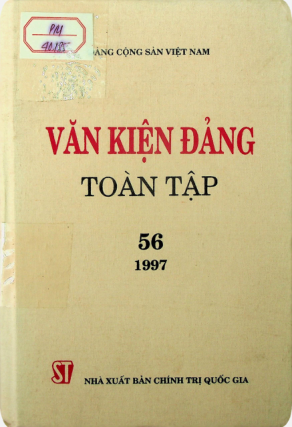 PM
40185
ĐẢNG CỘNG SẢN VIỆT NAM
VĂN KIỆN ĐẢNG
TOÀN TẬP
56
1997
ST
NHÀ XUẤT BẢN CHÍNH TRỊ QUỐC GIA